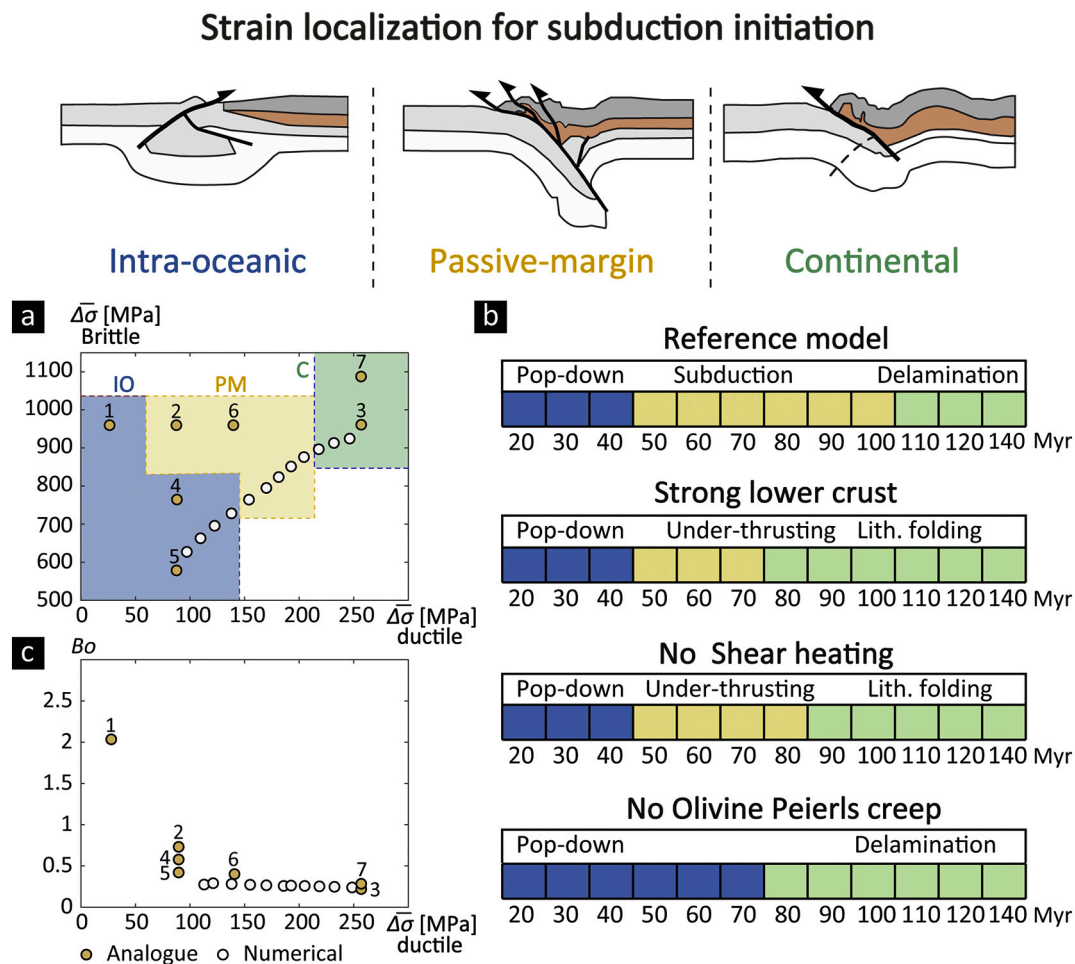 Strain localization for subduction initiation
Intra-oceanic
Passive-margin
Continental
a
Δσ̅ [MPa]
Brittle
1100
1000
900
800
700
600
500
IO
PM
C
1
2
6
7
3
4
5
0 50 100 150 200 250 Δσ̅ [MPa]
ductile
c
Bo
2.5
2
1.5
1
0.5
0
1
2
4
5
6
7
3
0 50 100 150 200 250 Δσ̅ [MPa]
ductile
Analogue Numerical
b
Reference model
Pop-down Subduction Delamination
20 30 40 50 60 70 80 90 100 110 120 140 Myr
Strong lower crust
Pop-down Under-thrusting Lith. folding
20 30 40 50 60 70 80 90 100 110 120 140 Myr
No Shear heating
Pop-down Under-thrusting Lith. folding
20 30 40 50 60 70 80 90 100 110 120 140 Myr
No Olivine Peierls creep
Pop-down Delamination
20 30 40 50 60 70 80 90 100 110 120 140 Myr